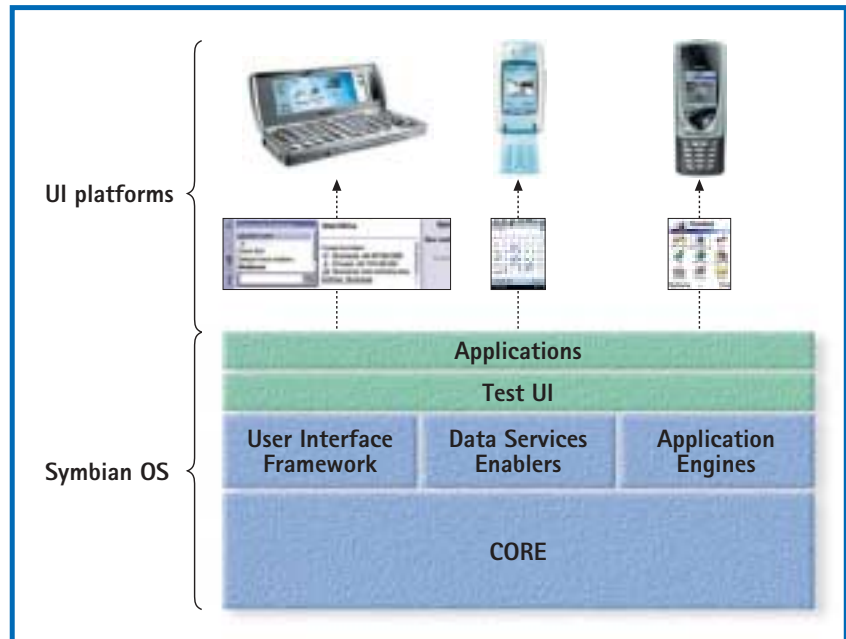 UI platforms
Applications
Test UI
User Interface
Framework
Data Services
Enablers
Application
Engines
Symbian OS
CORE